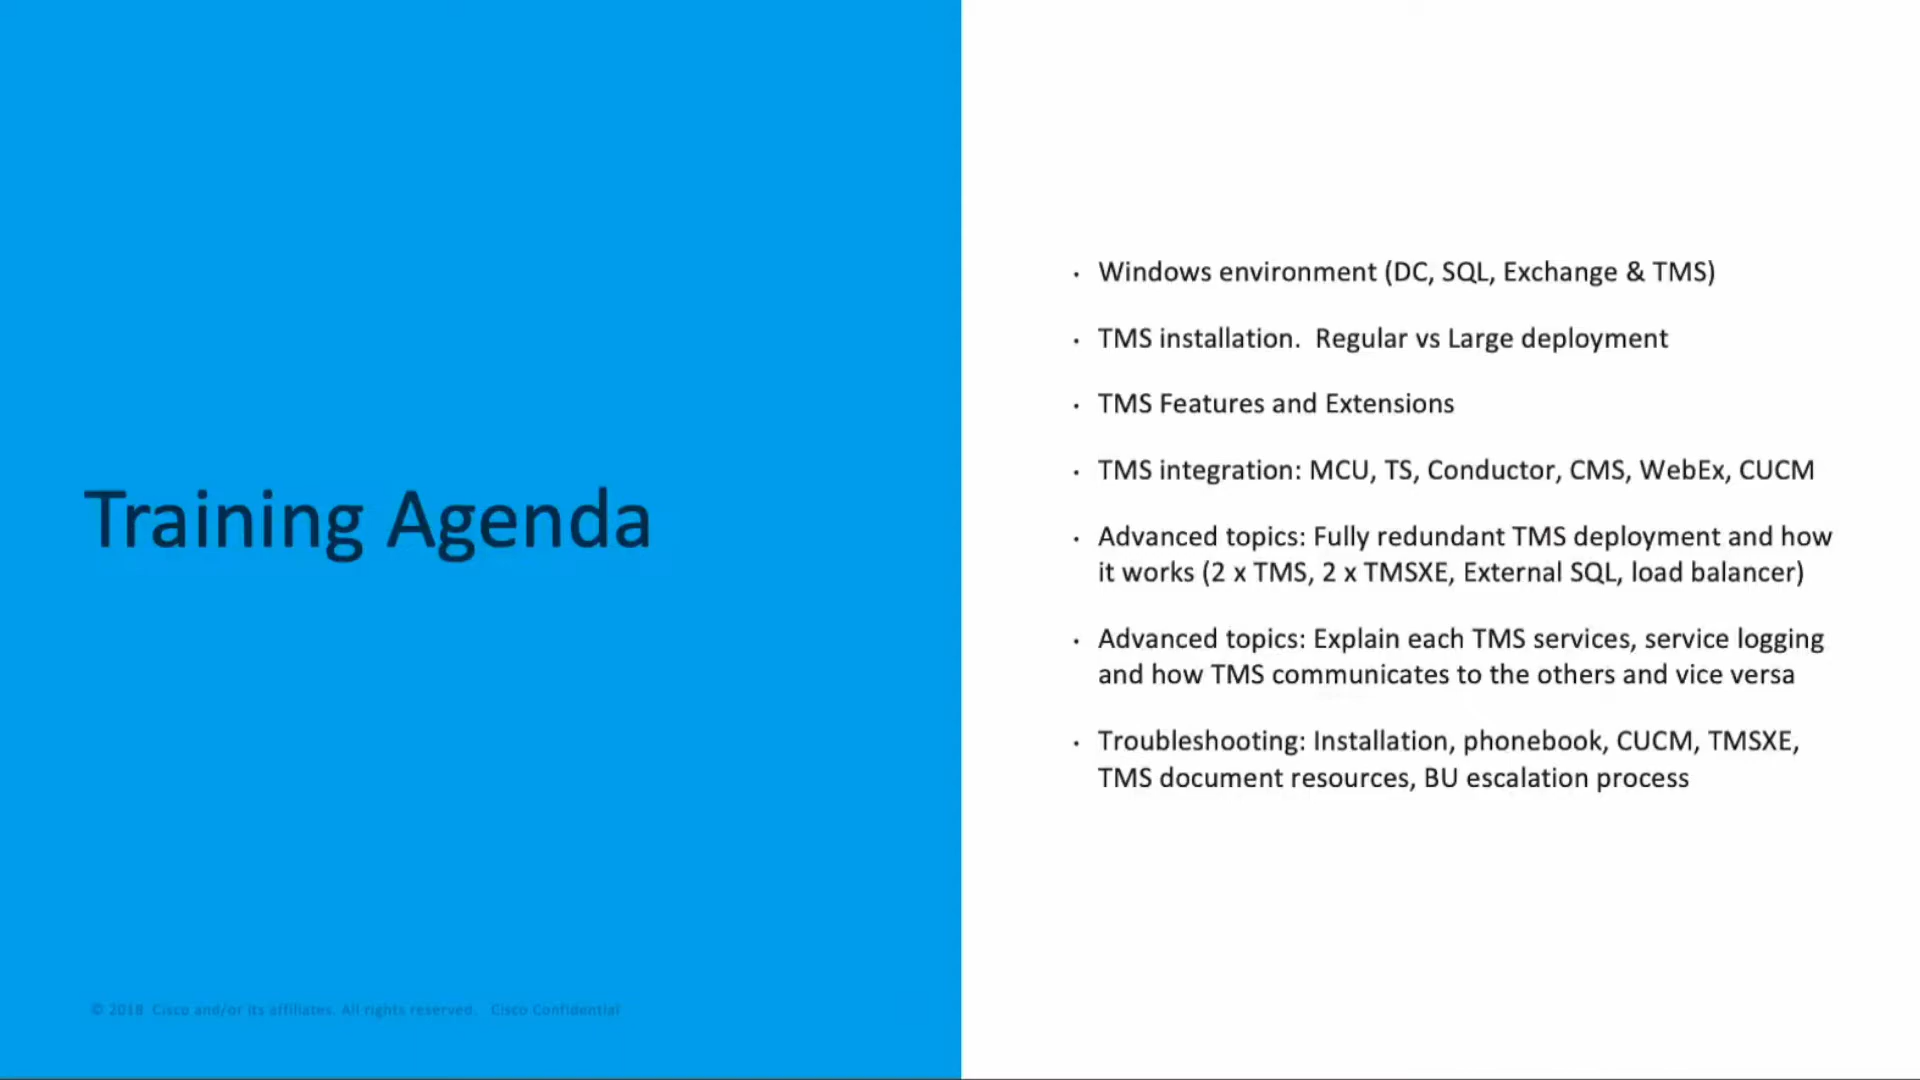 Training Agenda
• Windows environment (DC, SQL, Exchange & TMS)
• TMS installation.  Regular vs Large deployment
• TMS Features and Extensions
• TMS integration: MCU, TS, Conductor, CMS, WebEx, CUCM
• Advanced topics: Fully redundant TMS deployment and how
it works (2 x TMS, 2 x TMSXE, External SQL, load balancer)
• Advanced topics: Explain each TMS services, service logging
and how TMS communicates to the others and vice versa
• Troubleshooting: Installation, phonebook, CUCM, TMSXE,
TMS document resources, BU escalation process
© 2018 Cisco and/or its affiliates. All rights reserved. Cisco Confidential